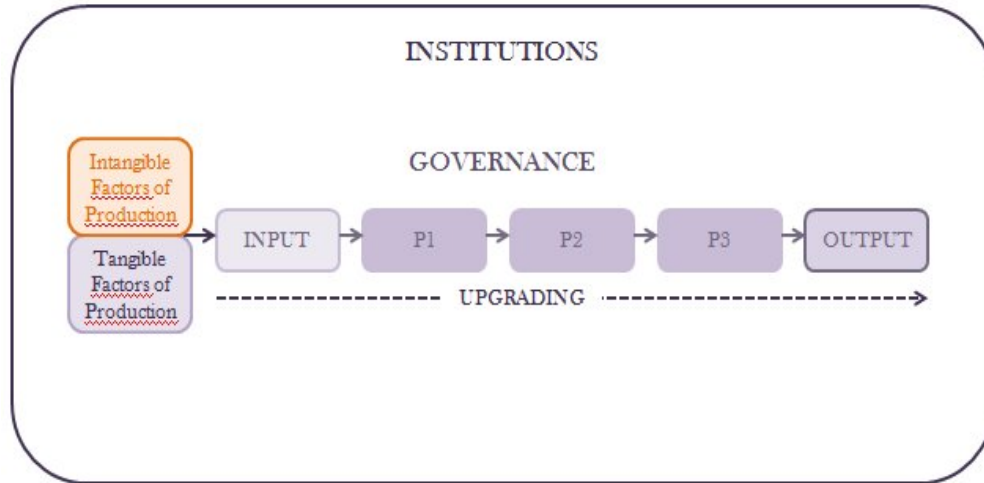 INSTITUTIONS
GOVERNANCE
Intangible
Factors of
Production
Tangible
Factors of
Production
INPUT
P1
P2
P3
OUTPUT
UPGRADING